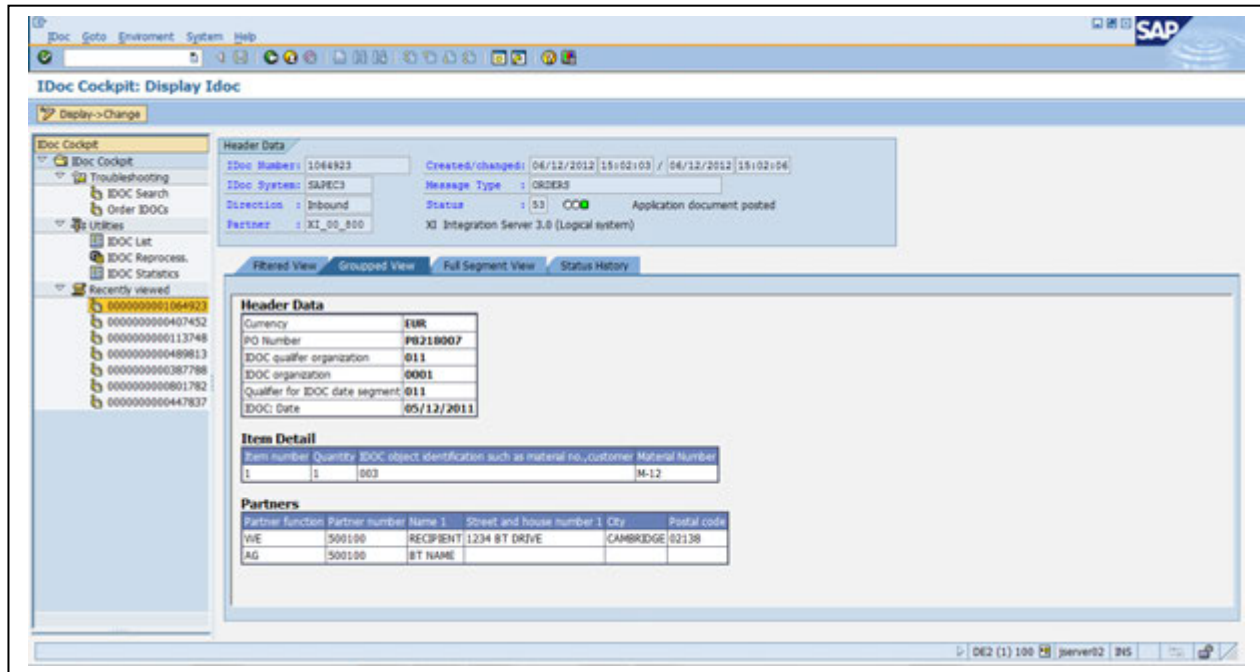 IDoc Goto Enviroment System Help
SAP
IDoc Cockpit: Display Idoc
Display->Change
IDoc Cockpit
IDoc Cockpit
Troubleshooting
IDOC Search
Order IDOCs
Utilities
IDOC List
IDOC Reprocess.
IDOC Statistics
Recently viewed
0000000001064923
0000000000407452
0000000000113748
0000000000489813
0000000000387788
0000000000801782
0000000000447837
Header Data
IDoc Number: 1064923 Created/changed: 06/12/2012 15:02:03 / 06/12/2012 15:02:06
IDoc System: SAPEC3 Message Type : ORDERS
Direction : Inbound Status : 53 Application document posted
Partner : XI_00_800 XI Integration Server 3.0 (Logical system)
Filtered View Groupped View Full Segment View Status History
Header Data
Currency EUR
PO Number P8218007
IDOC qualifer organization 011
IDOC organization 0001
Qualifier for IDOC date segment 011
IDOC: Date 05/12/2011
Item Detail
Item number Quantity IDOC object identification such as material no.,customer Material Number
1 1 003 M-12
Partners
Partner function Partner number Name 1 Street and house number 1 City Postal code
WE 500100 RECIPIENT 1234 BT DRIVE CAMBRIDGE 02138
AG 500100 BT NAME
DE2 (1) 100 jserver02 INS